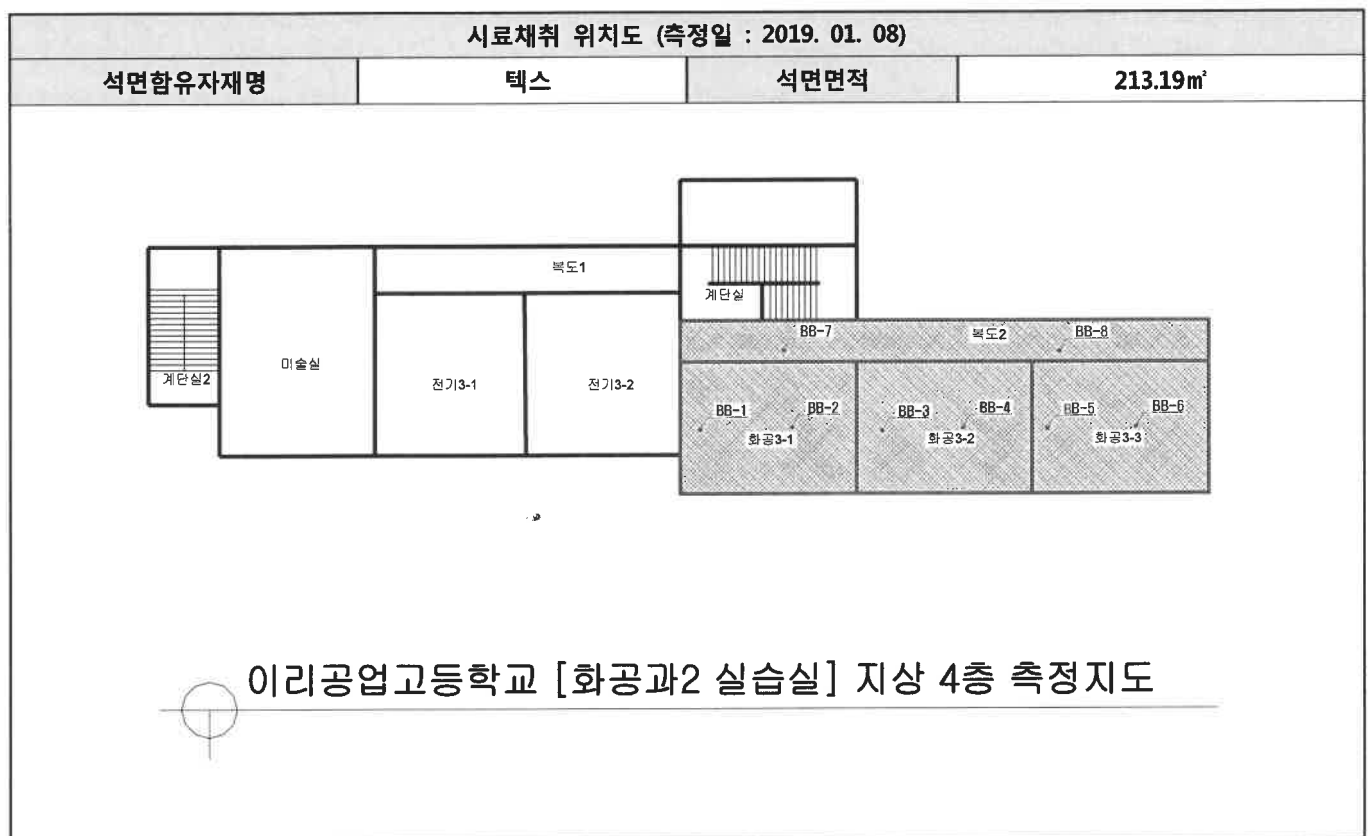 시료채취 위치도 (측정일 : 2019. 01. 08)
석면함유자재명 텍스 석면면적 213.19㎡
복도1
계단실
BB-7 복도2 BB-8
미술실
계단실2
전기3-1 전기3-2
BB-1 BB-2 BB-3 BB-4 BB-5 BB-6
화공3-1 화공3-2 화공3-3
이리공업고등학교 [화공과2 실습실] 지상 4층 측정지도